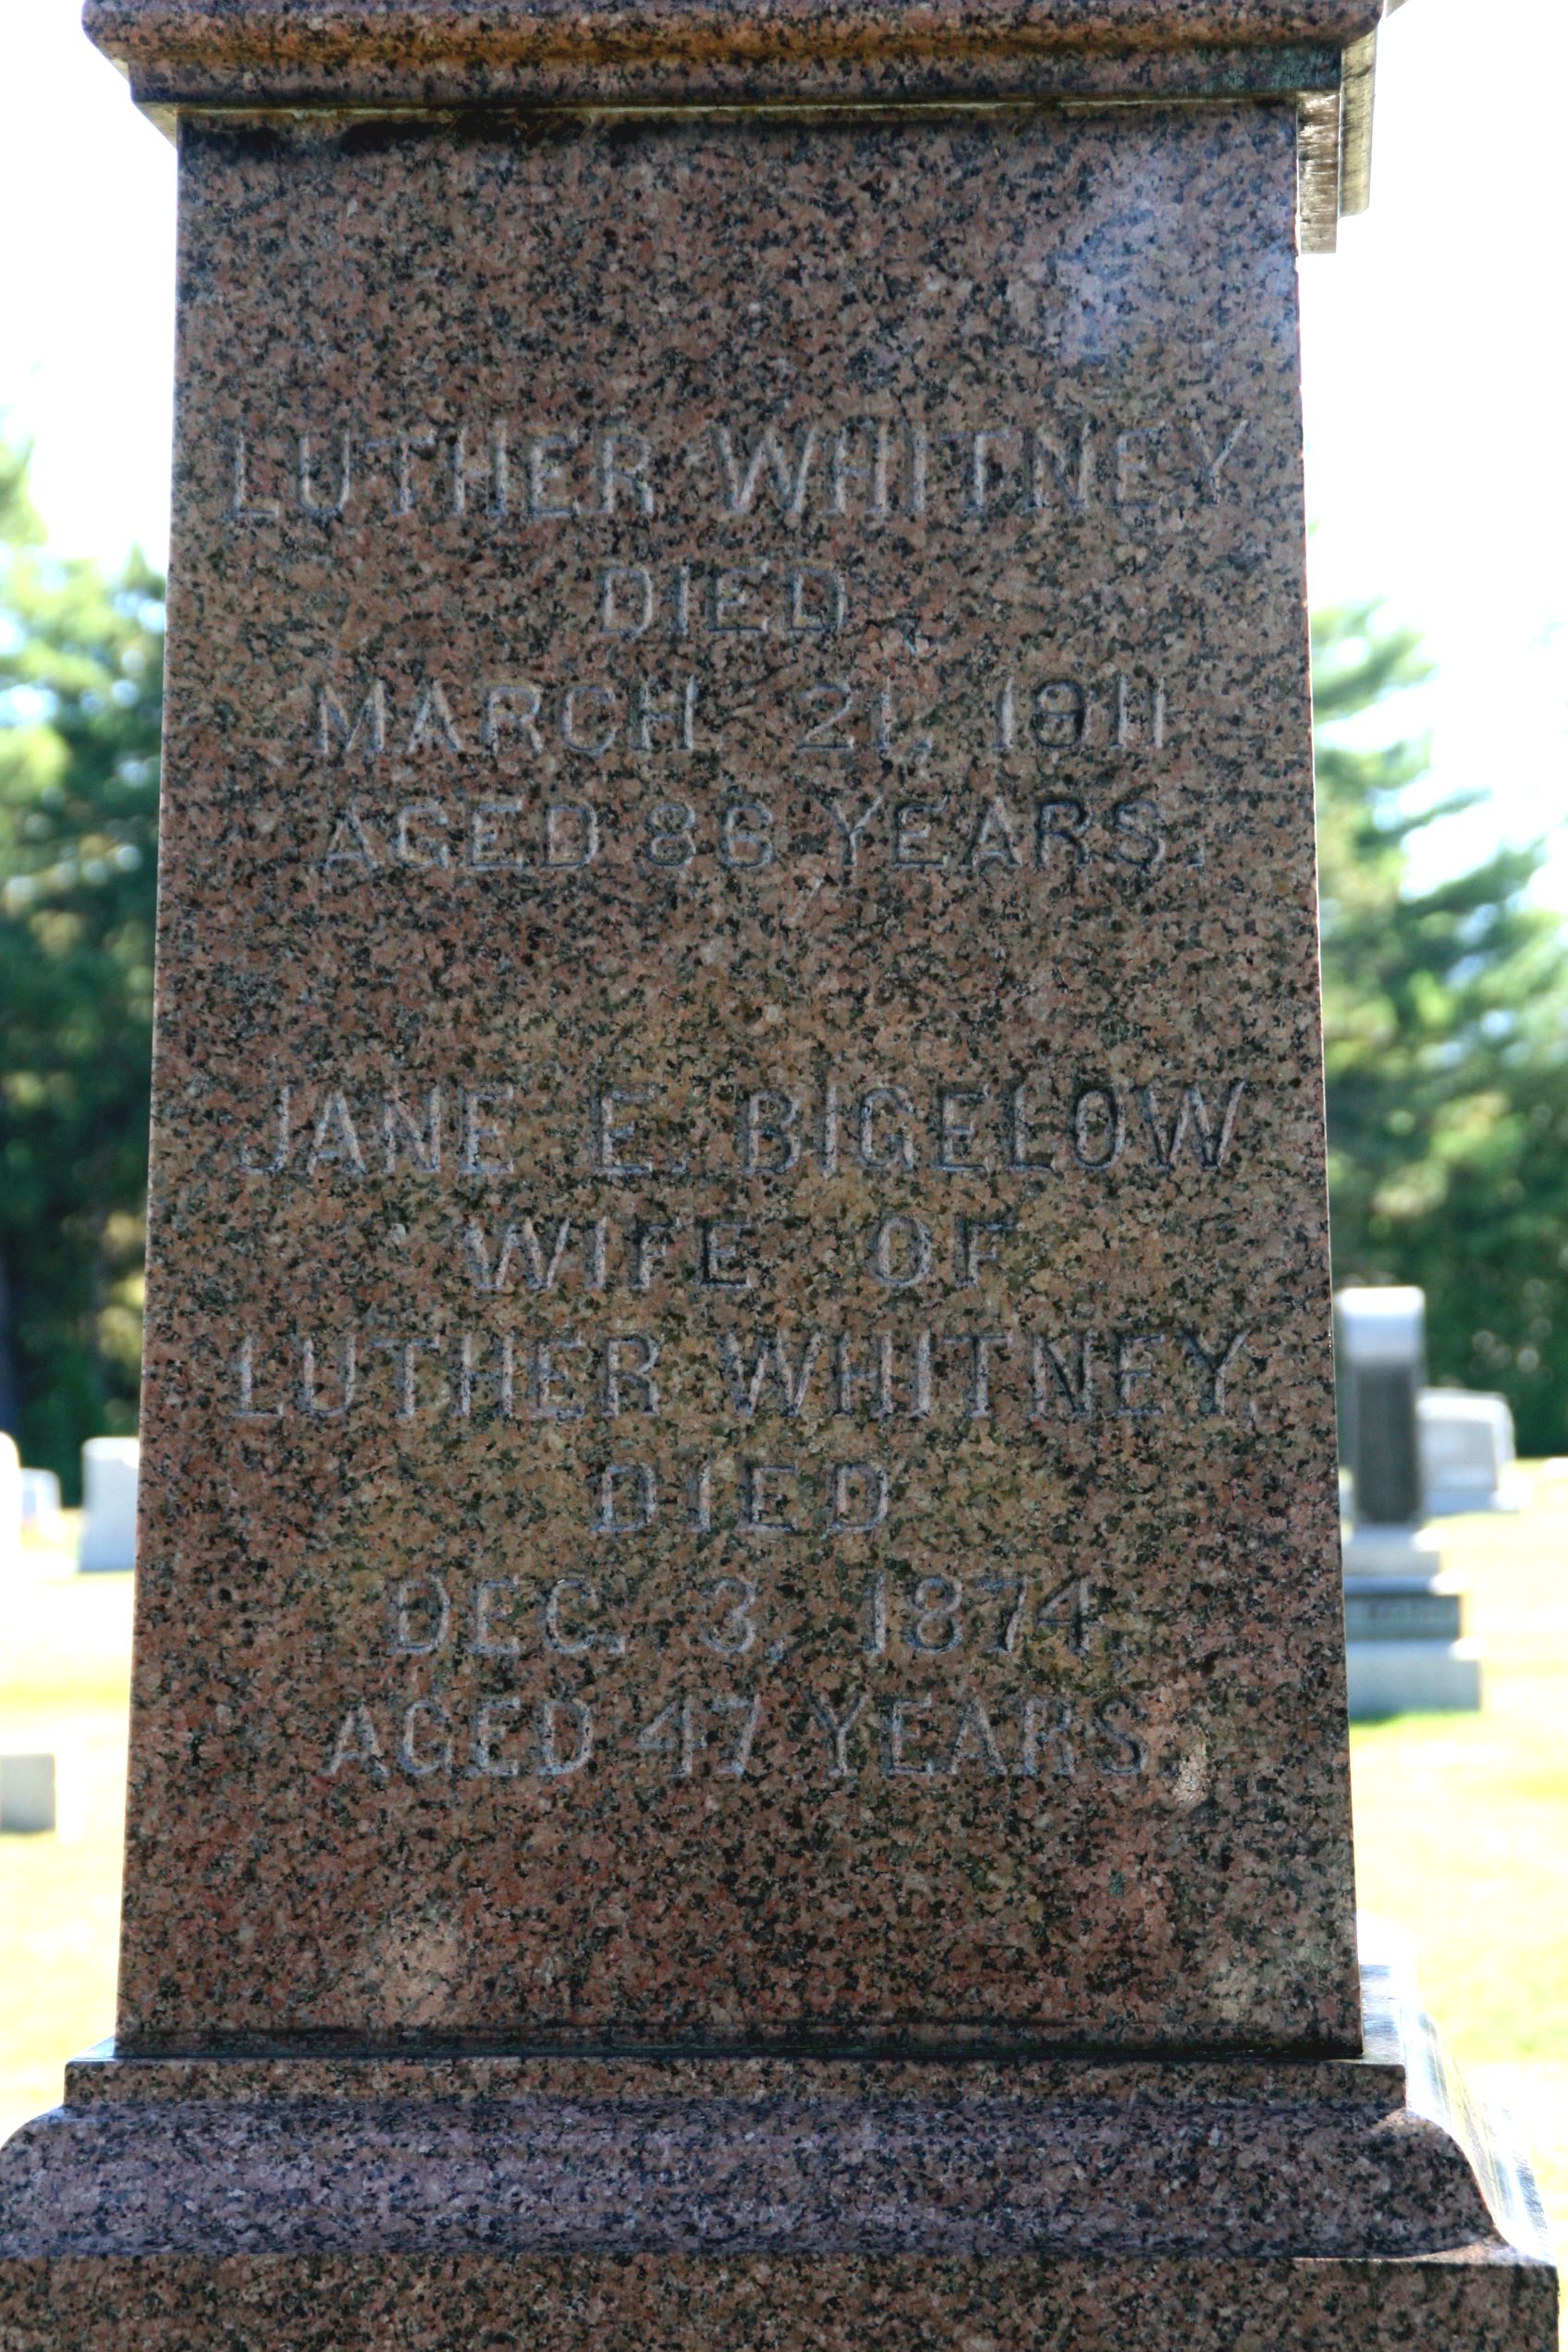 LUTHER WHITNEY
DIED
MARCH 21, 1911
AGED 86 YEARS.
JANE E. BIGELOW
WIFE OF
LUTHER WHITNEY,
DIED
DEC. 3, 1874,
AGED 47 YEARS.